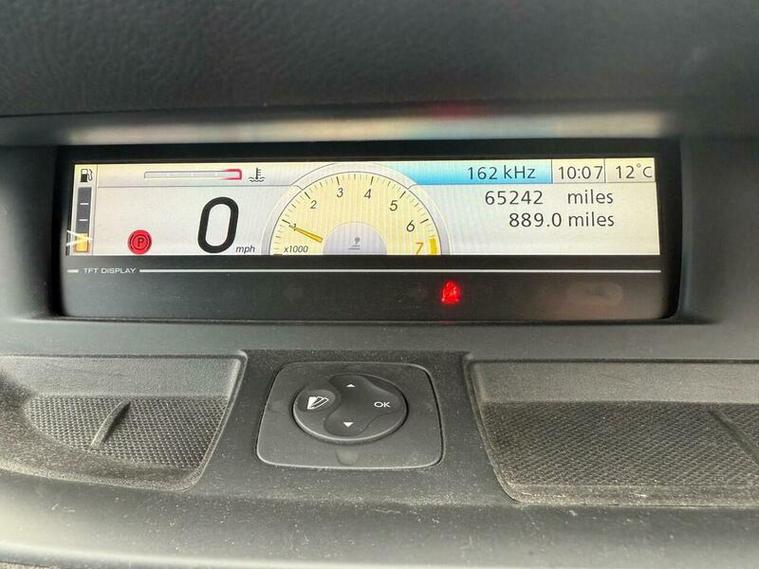 162 kHz 10:07 12°C
65242 miles
889.0 miles
0 mph
1 2 3 4 5 6 7
x1000
P
TFT DISPLAY
OK